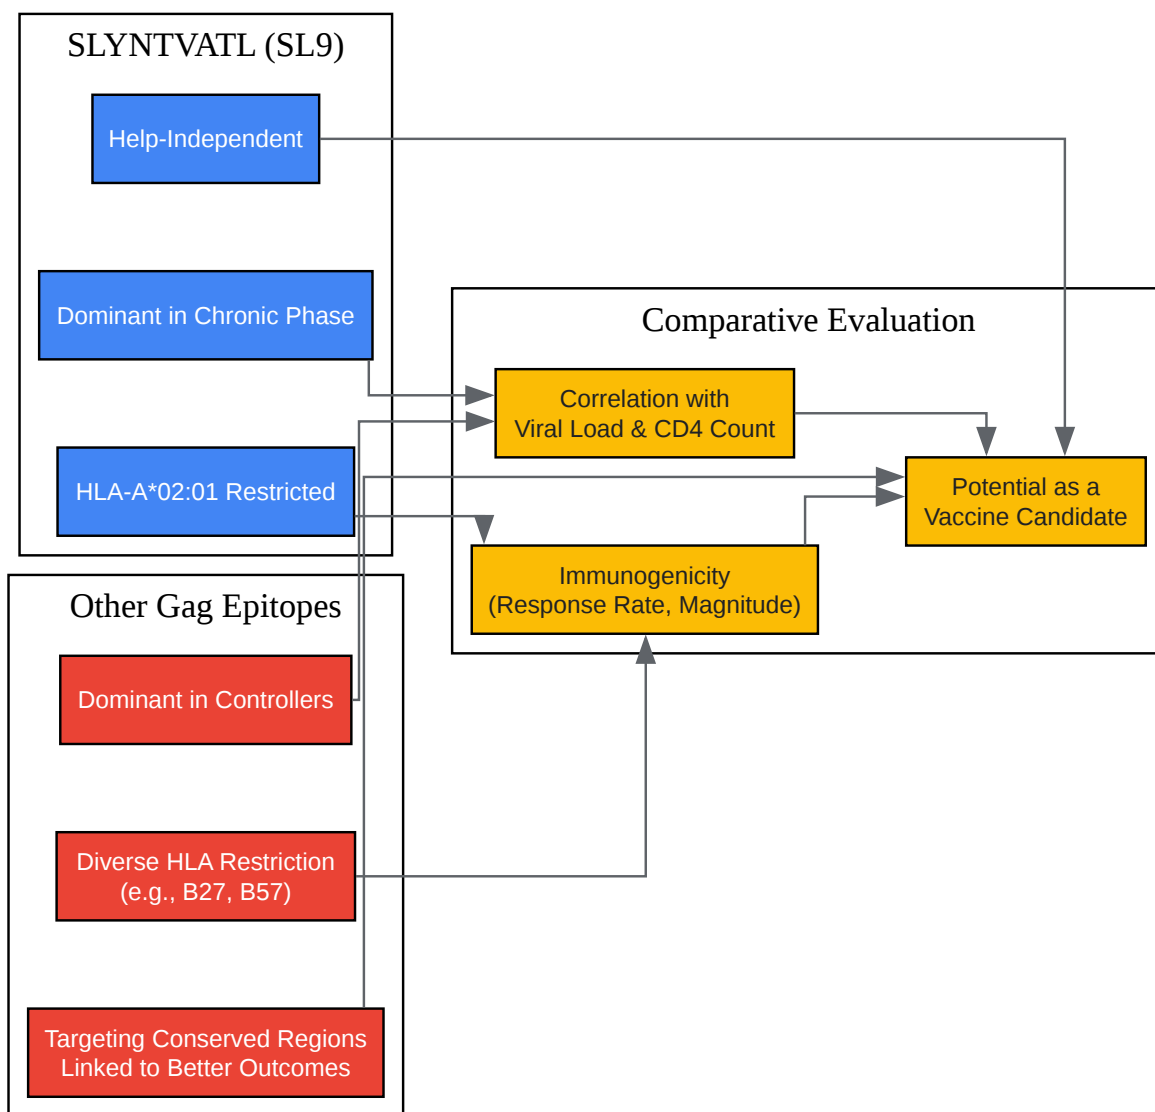 SLYNTVATL (SL9)
Help-Independent
Dominant in Chronic Phase
HLA-A*02:01 Restricted
Other Gag Epitopes
Dominant in Controllers
Diverse HLA Restriction
(e.g., B27, B57)
Targeting Conserved Regions
Linked to Better Outcomes
Comparative Evaluation
Correlation with
Viral Load & CD4 Count
Immunogenicity
(Response Rate, Magnitude)
Potential as a
Vaccine Candidate